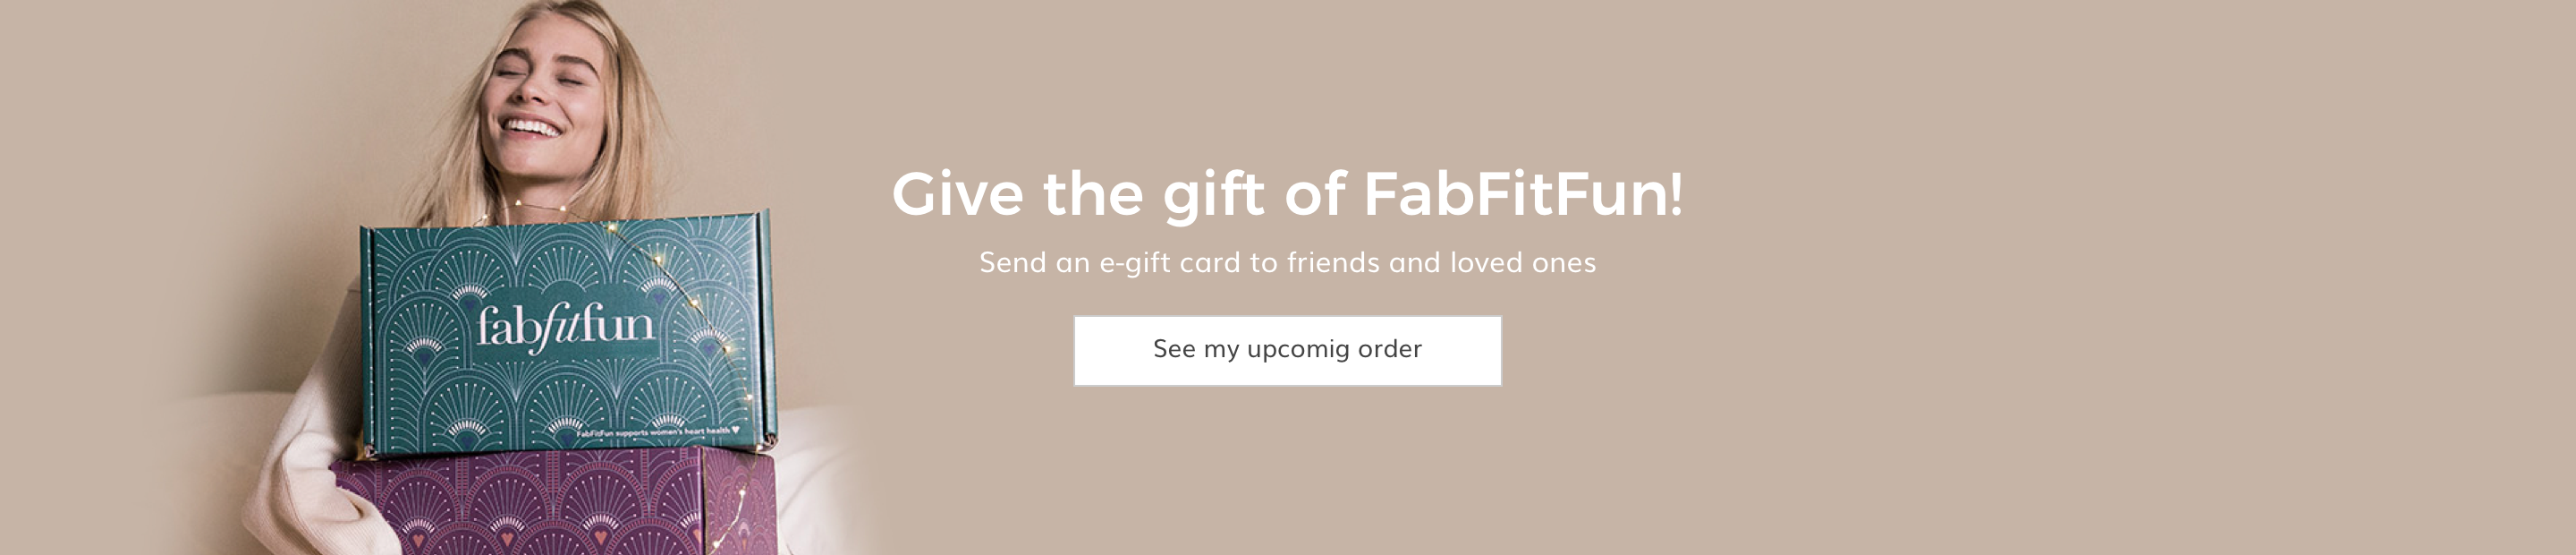 Give the gift of FabFitFun!
Send an e-gift card to friends and loved ones
See my upcomig order
fabfitfun
FabFitFun supports women's heart health